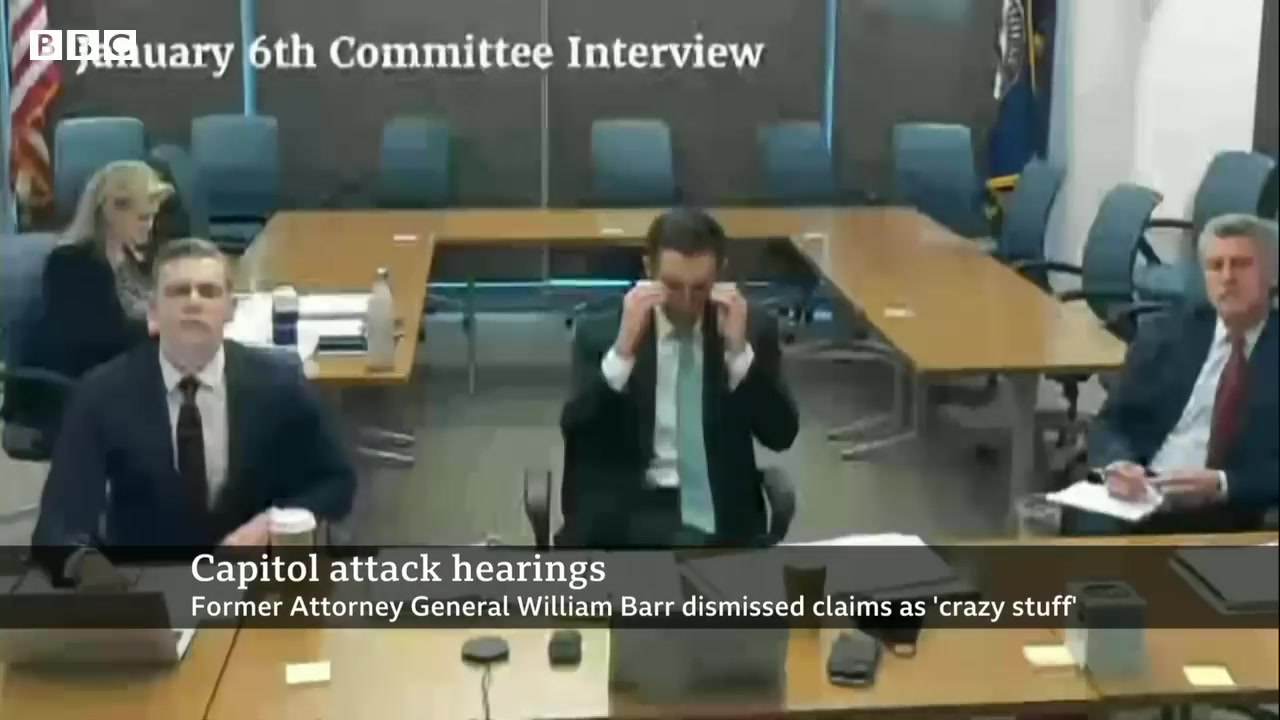 BBC
January 6th Committee Interview
Capitol attack hearings
Former Attorney General William Barr dismissed claims as 'crazy stuff'